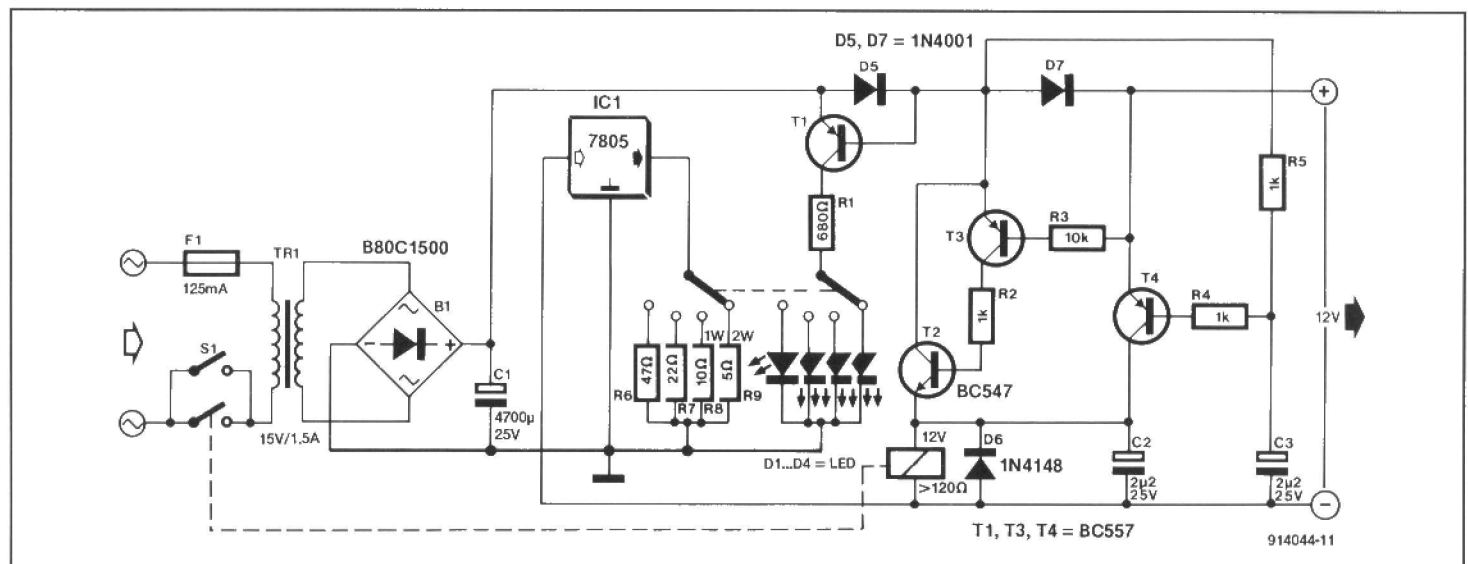 D5, D7 = 1N4001
D5
D7
IC1
7805
T1
R1
680Ω
R5
1k
T3
R3
10k
T4
R4
1k
12V
F1
125mA
TR1
B80C1500
B1
S1
15V/1,5A
C1
4700µ
25V
1W
2W
R6
47Ω
22Ω
R7
10Ω
R8
5Ω
R9
D1...D4 = LED
R2
1k
T2
BC547
12V
>120Ω
D6
1N4148
C2
2µ2
25V
C3
2µ2
25V
T1, T3, T4 = BC557
914044-11